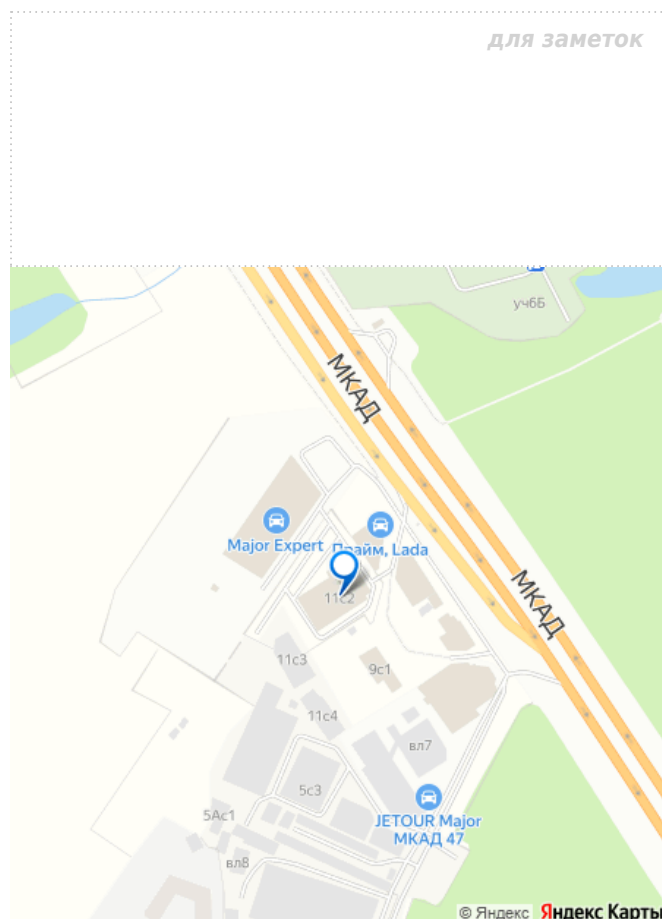 для заметок
уч6Б
МКАД
Major Expert
Прайм, Lada
11с2
МКАД
11с3
9с1
11с4
вл7
5с3
JETOUR Major
МКАД 47
5Ас1
вл8
© Яндекс Яндекс Карты